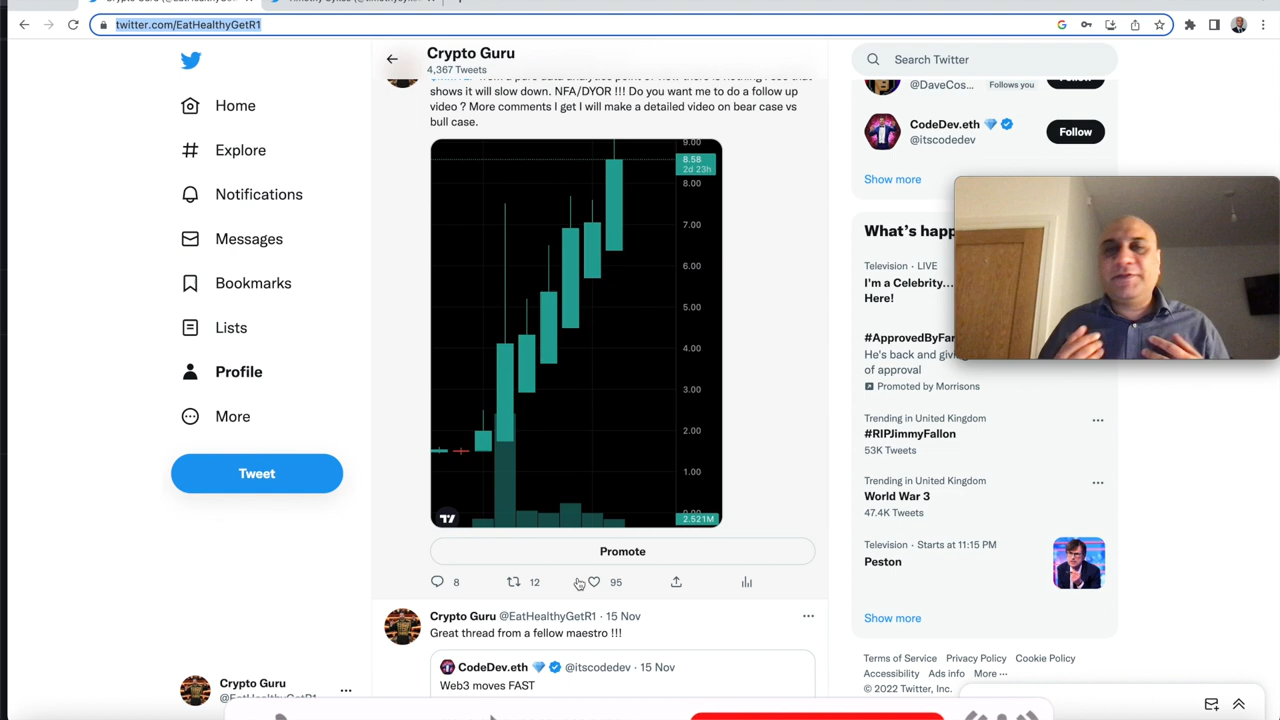 twitter.com/EatHealthyGetR1
Home
Explore
Notifications
Messages
Bookmarks
Lists
Profile
More
Tweet
Crypto Guru
Crypto Guru
4,367 Tweets
shows it will slow down. NFA/DYOR !!! Do you want me to do a follow up
video ? More comments I get I will make a detailed video on bear case vs
bull case.
9.00
8.58
2d 23h
8.00
7.00
6.00
5.00
4.00
3.00
2.00
1.00
2.521M
Promote
8 12 95
Crypto Guru @EatHealthyGetR1 · 15 Nov
Great thread from a fellow maestro !!!
CodeDev.eth @itscodedev · 15 Nov
Web3 moves FAST
Search Twitter
@DaveCos... Follows you
CodeDev.eth
@itscodedev
Follow
Show more
What's happ
Television · LIVE
I'm a Celebrity...
Here!
He's back and
of approval
Promoted by Morrisons
Trending in United Kingdom
#RIPJimmyFallon
53K Tweets
Trending in United Kingdom
World War 3
47.4K Tweets
Television · Starts at 11:15 PM
Peston
Show more
Terms of Service Privacy Policy Cookie Policy
Accessibility Ads info More ···
© 2022 Twitter, Inc.